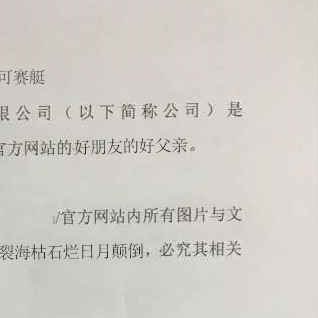 可赛艇
限公司（以下简称公司）是
官方网站的好朋友的好父亲。
/官方网站内所有图片与文
裂海枯石烂日月颠倒，必究其相关